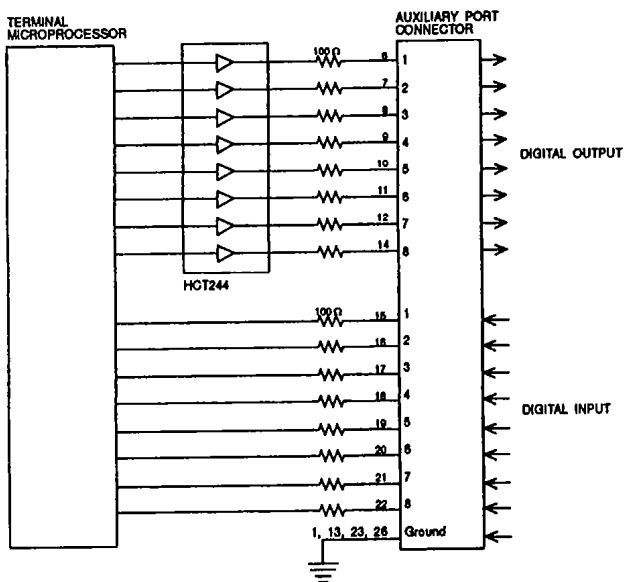 TERMINAL
MICROPROCESSOR
AUXILIARY PORT
CONNECTOR
100Ω 6 1
7 2
8 3
9 4
10 5
11 6
12 7
14 8
DIGITAL OUTPUT
HCT244
100Ω 15 1
16 2
17 3
18 4
19 5
20 6
21 7
22 8
DIGITAL INPUT
1, 13, 23, 26 Ground